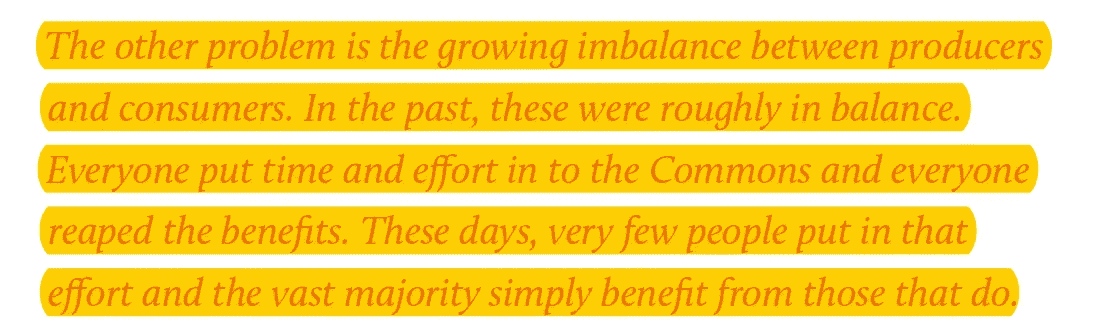 The other problem is the growing imbalance between producers
and consumers. In the past, these were roughly in balance.
Everyone put time and effort in to the Commons and everyone
reaped the benefits. These days, very few people put in that
effort and the vast majority simply benefit from those that do.